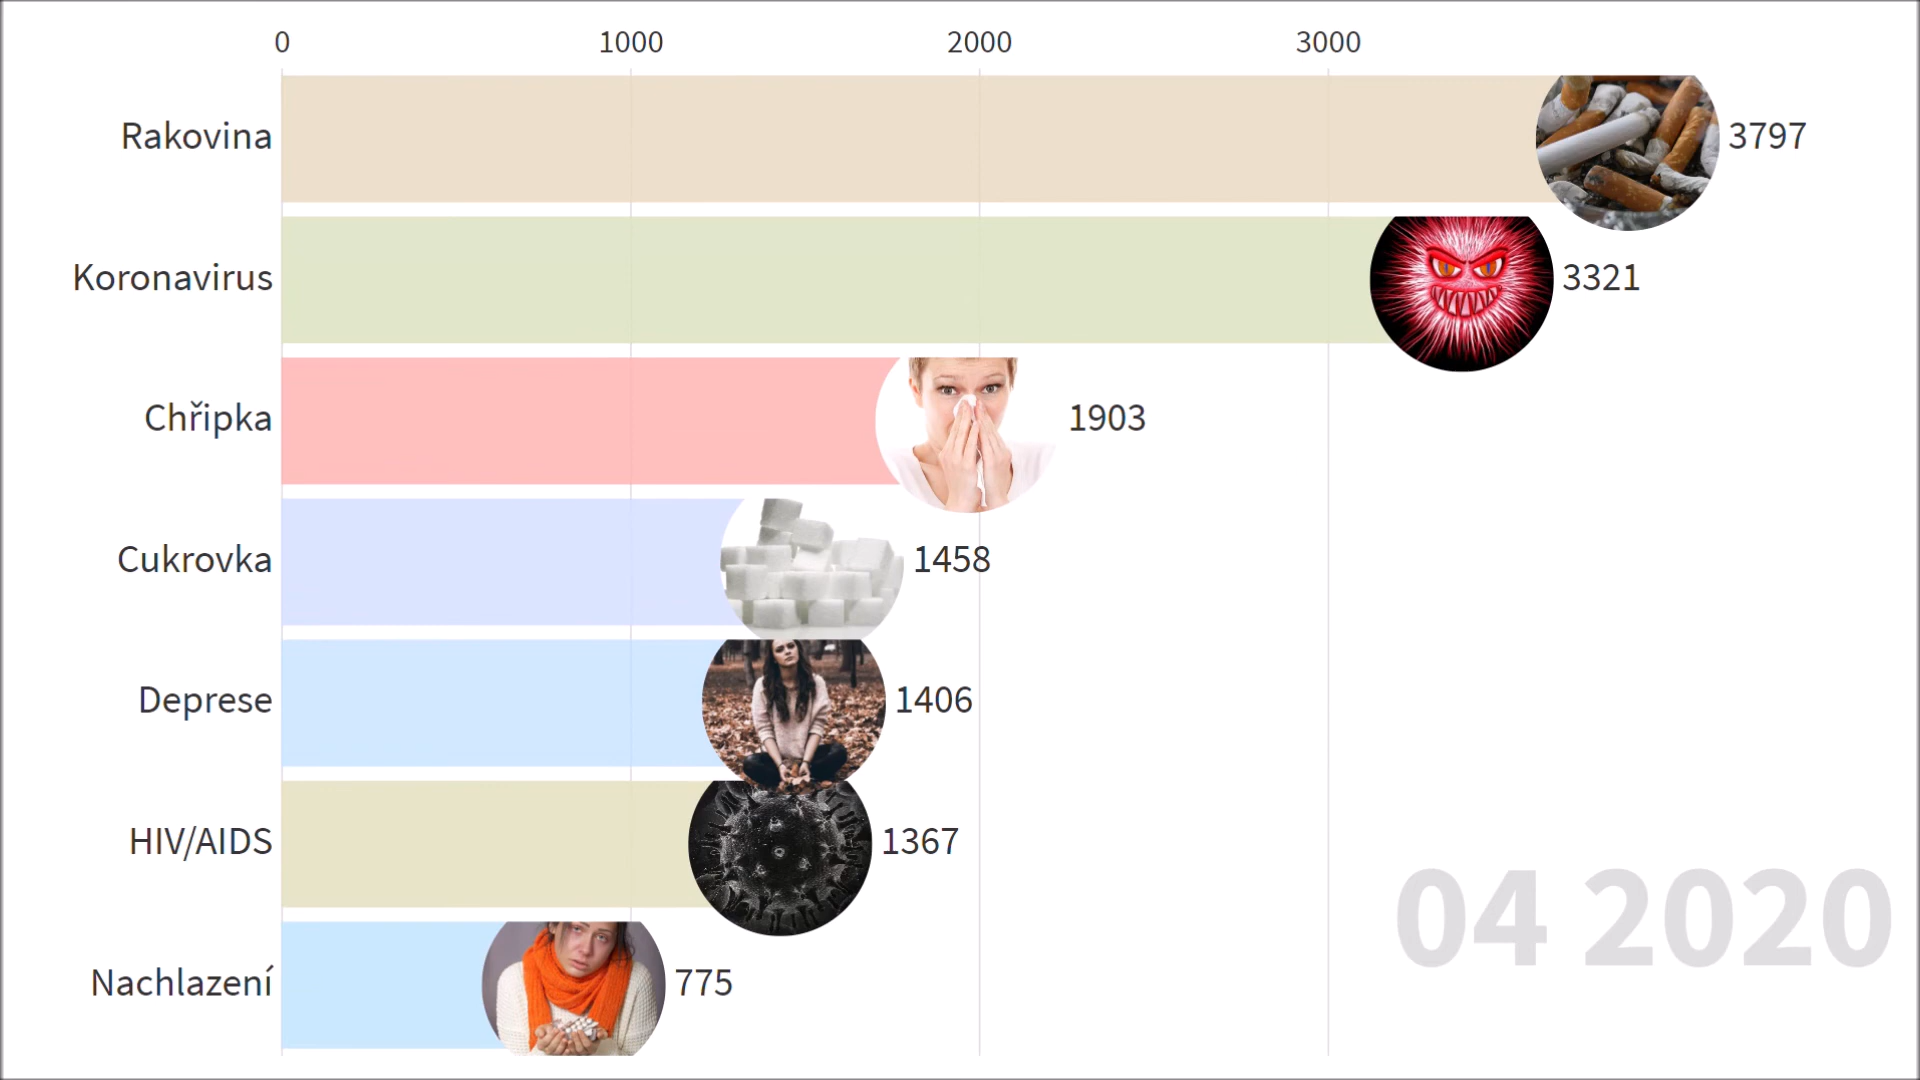 0 1000 2000 3000
Rakovina 3797
Koronavirus 3321
Chřipka 1903
Cukrovka 1458
Deprese 1406
HIV/AIDS 1367
04 2020
Nachlazení 775